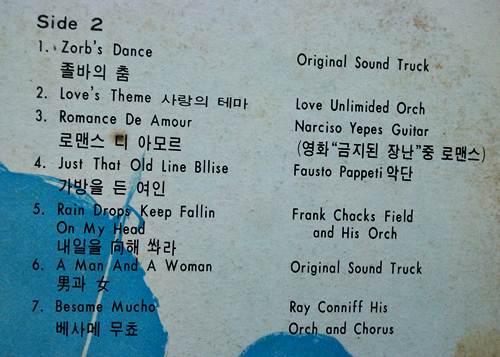 Side 2
1. Zorb's Dance
졸바의 춤
Original Sound Truck
2. Love's Theme 사랑의 테마
Love Unlimided Orch
3. Romance De Amour
Narciso Yepes Guitar
로맨스 디 아모르
(영화“금지된 장난”중 로맨스)
4. Just That Old Line Bllise
Fausto Pappeti 악단
가방을 든 여인
5. Rain Drops Keep Fallin
On My Head
Frank Chacks Field
and His Orch
내일을 向해 쏴라
6. A Man And A Woman
Original Sound Truck
男과 女
7. Besame Mucho
Ray Conniff His
베사메 무쵸
Orch and Chorus